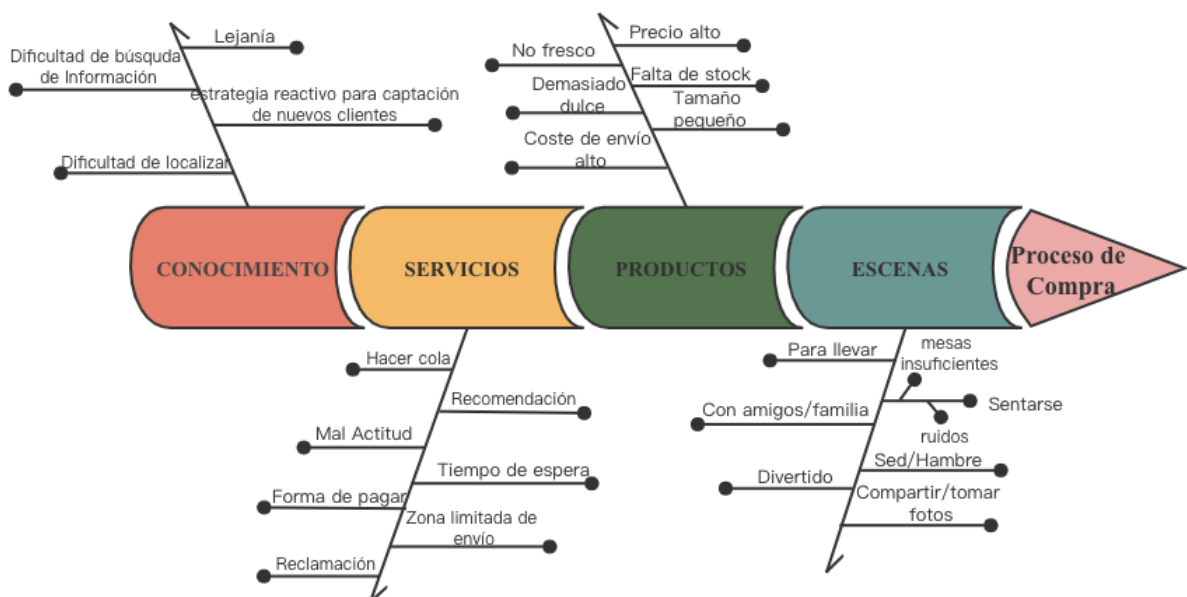 Lejanía
Dificultad de búsquda
de Información
estrategia reactivo para captación
de nuevos clientes
Dificultad de localizar
Precio alto
No fresco
Falta de stock
Demasiado
dulce
Tamaño
pequeño
Coste de envío
alto
CONOCIMIENTO
SERVICIOS
PRODUCTOS
ESCENAS
Proceso de
Compra
Hacer cola
Recomendación
Mal Actitud
Tiempo de espera
Forma de pagar
Zona limitada de
envío
Reclamación
Para llevar
mesas
insuficientes
Sentarse
Con amigos/familia
ruidos
Sed/Hambre
Divertido
Compartir/tomar
fotos